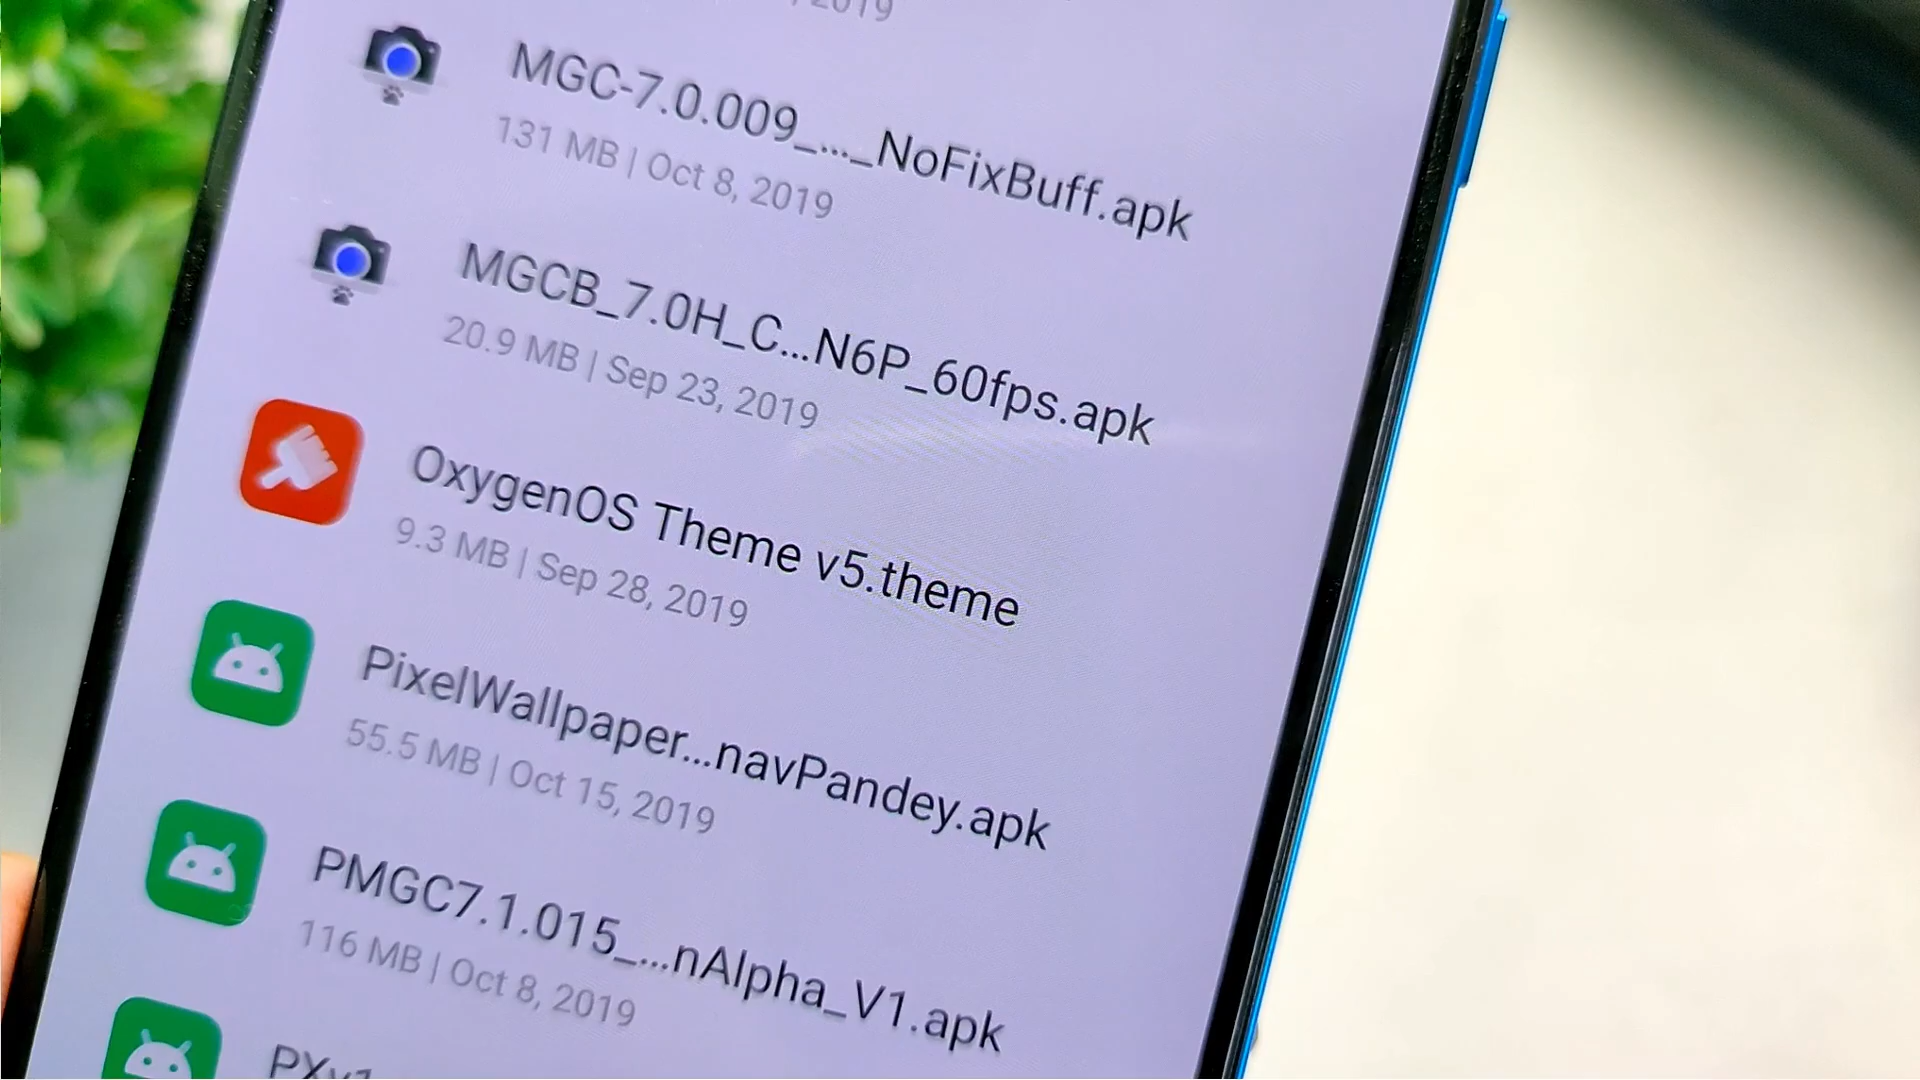 /2019
MGC-7.0.009_..._NoFixBuff.apk
131 MB | Oct 8, 2019
MGCB_7.0H_C...N6P_60fps.apk
20.9 MB | Sep 23, 2019
OxygenOS Theme v5.theme
9.3 MB | Sep 28, 2019
PixelWallpaper...navPandey.apk
55.5 MB | Oct 15, 2019
PMGC7.1.015_...nAlpha_V1.apk
116 MB | Oct 8, 2019